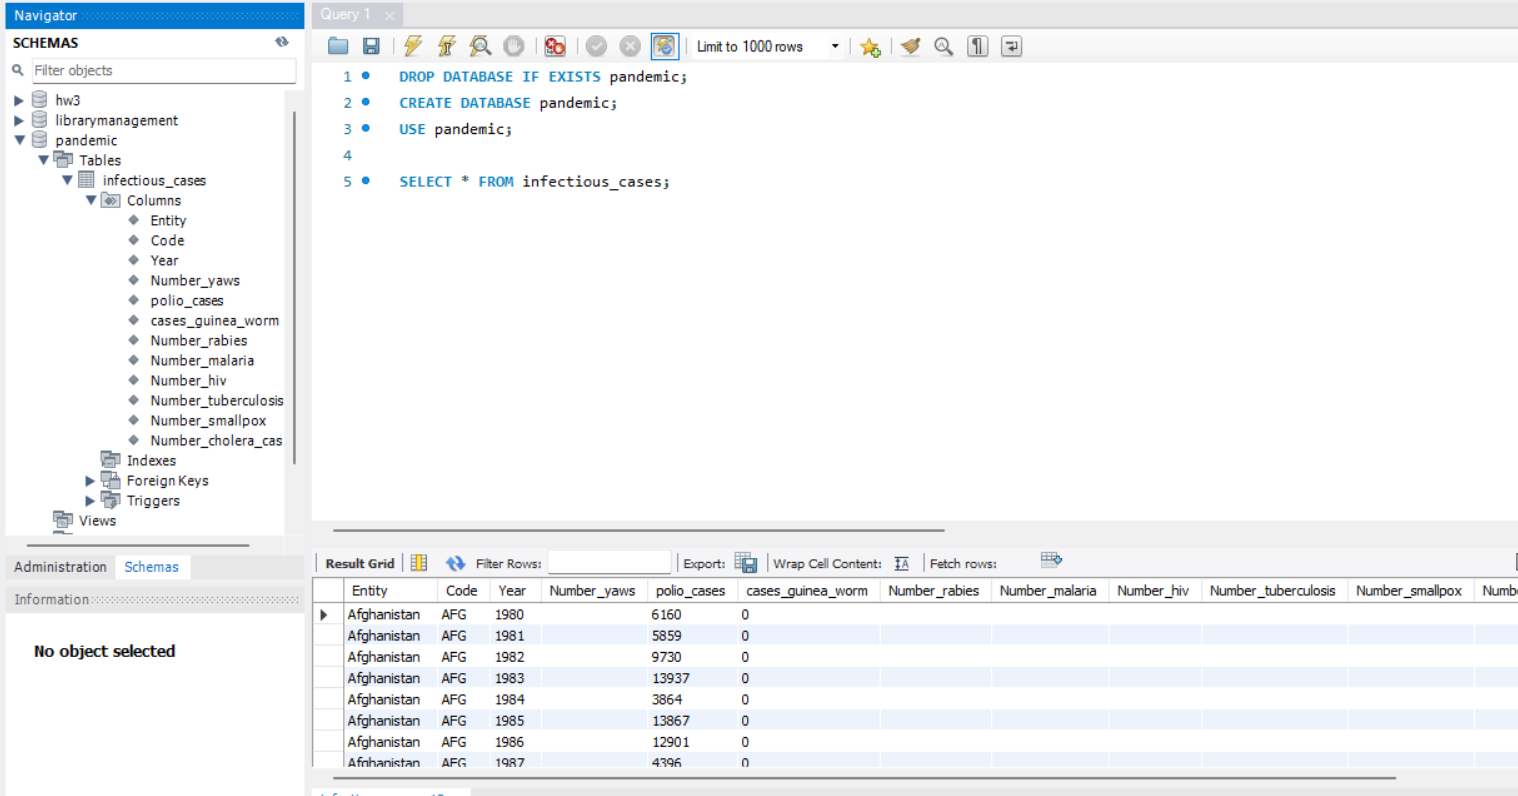 Navigator
SCHEMAS
Filter objects
hw3
librarymanagement
pandemic
Tables
infectious_cases
Columns
Entity
Code
Year
Number_yaws
polio_cases
cases_guinea_worm
Number_rabies
Number_malaria
Number_hiv
Number_tuberculosis
Number_smallpox
Number_cholera_cas
Indexes
Foreign Keys
Triggers
Views
Administration Schemas
Information
No object selected
Query 1
Limit to 1000 rows
1 DROP DATABASE IF EXISTS pandemic;
2 CREATE DATABASE pandemic;
3 USE pandemic;
4
5 SELECT * FROM infectious_cases;
Result Grid Filter Rows: Export: Wrap Cell Content: Fetch rows:
Entity Code Year Number_yaws polio_cases cases_guinea_worm Number_rabies Number_malaria Number_hiv Number_tuberculosis Number_smallpox Numb
Afghanistan AFG 1980 6160 0
Afghanistan AFG 1981 5859 0
Afghanistan AFG 1982 9730 0
Afghanistan AFG 1983 13937 0
Afghanistan AFG 1984 3864 0
Afghanistan AFG 1985 13867 0
Afghanistan AFG 1986 12901 0
Afghanistan AFG 1987 4396 0